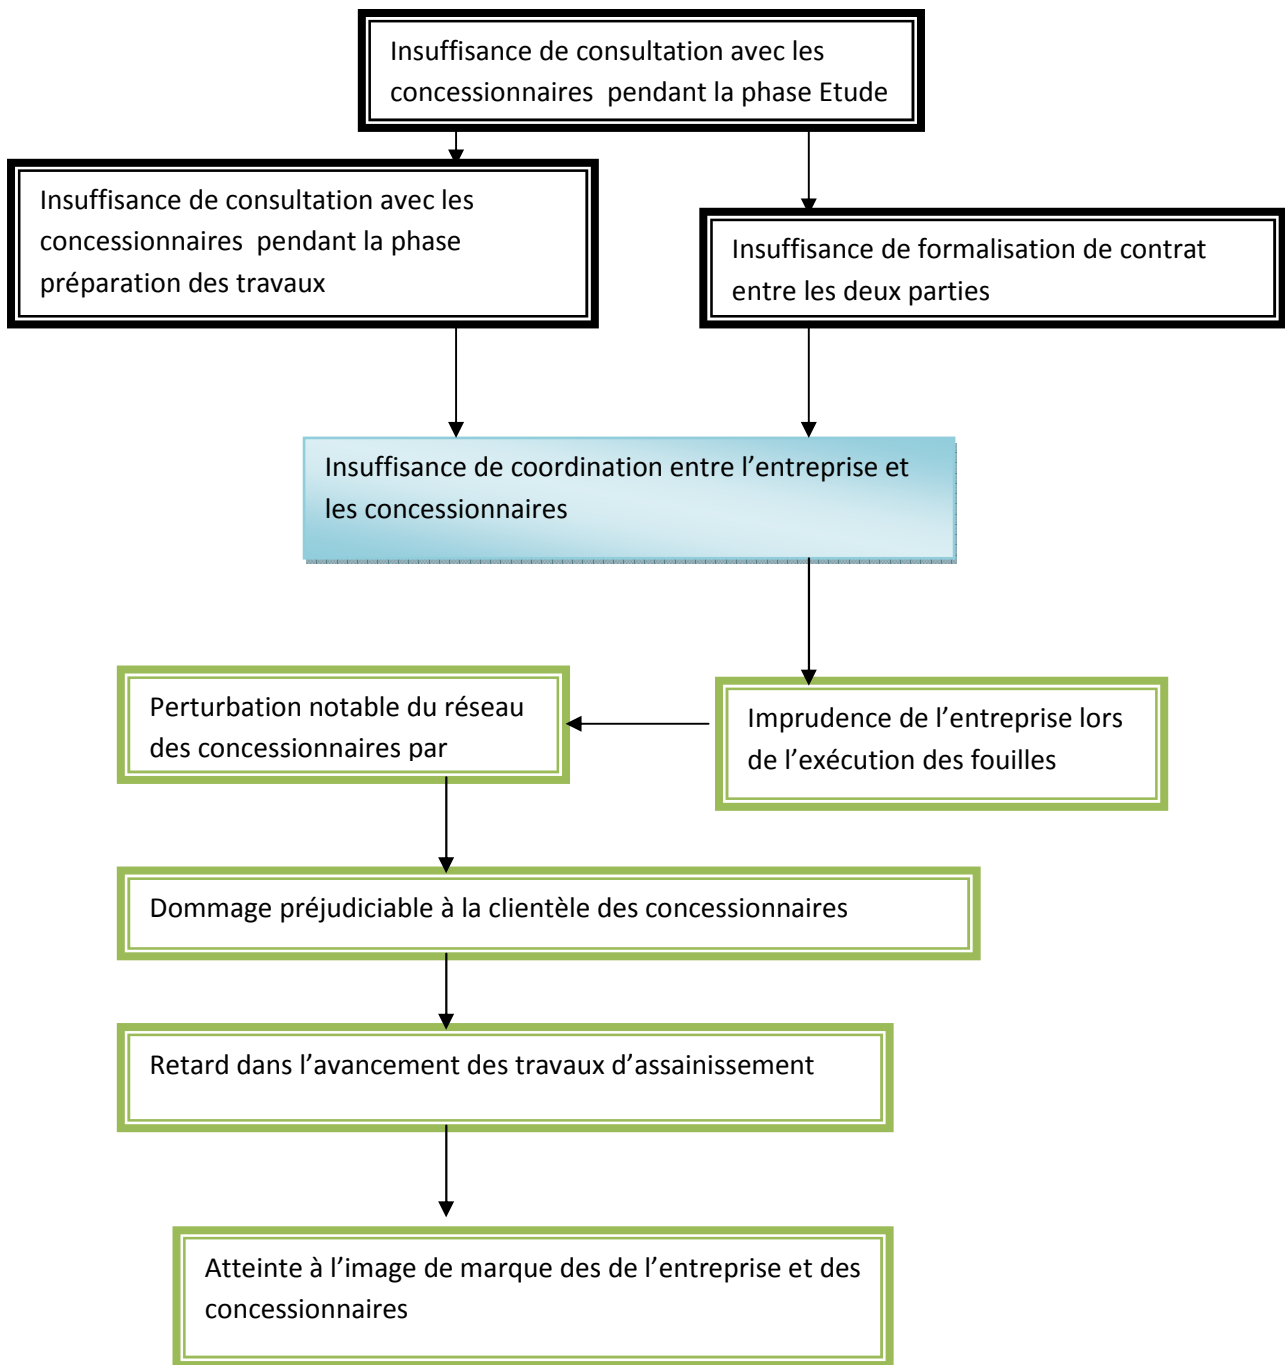 Insuffisance de consultation avec les
concessionnaires pendant la phase Etude
Insuffisance de consultation avec les
concessionnaires pendant la phase
préparation des travaux
Insuffisance de formalisation de contrat
entre les deux parties
Insuffisance de coordination entre l’entreprise et
les concessionnaires
Perturbation notable du réseau
des concessionnaires par
Imprudence de l’entreprise lors
de l’exécution des fouilles
Dommage préjudiciable à la clientèle des concessionnaires
Retard dans l’avancement des travaux d’assainissement
Atteinte à l’image de marque des de l’entreprise et des
concessionnaires